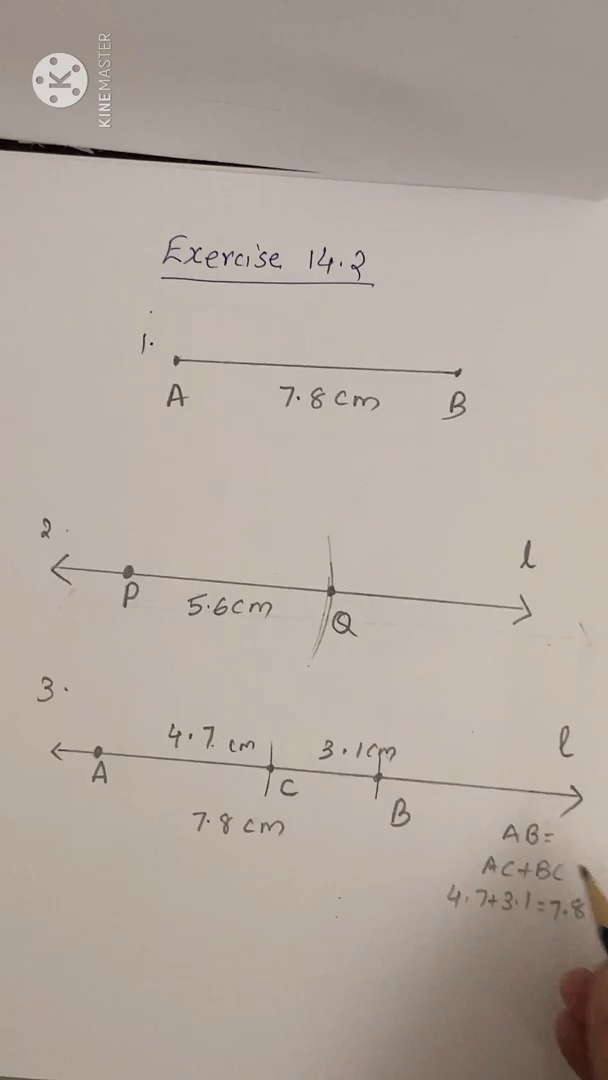 KINEMASTER
Exercise 14.2
1.
A 7.8 cm B
2.
l
P 5.6cm Q
3.
4.7 cm 3.1cm l
A C
7.8 cm B
AB=
AC+BC
4.7+3.1=7.8